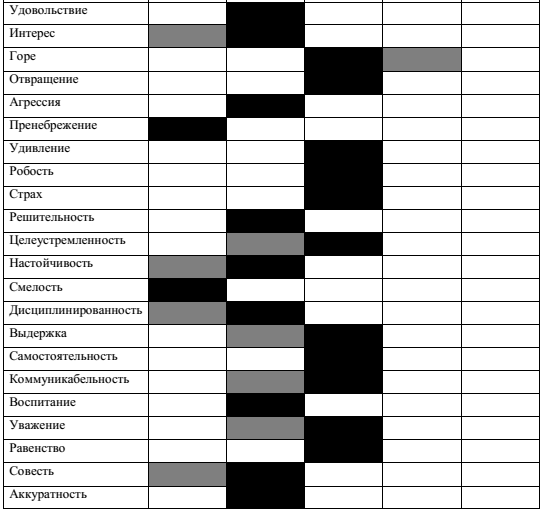 Удовольствие
Интерес
Горе
Отвращение
Агрессия
Пренебрежение
Удивление
Робость
Страх
Решительность
Целеустремленность
Настойчивость
Смелость
Дисциплинированность
Выдержка
Самостоятельность
Коммуникабельность
Воспитание
Уважение
Равенство
Совесть
Аккуратность